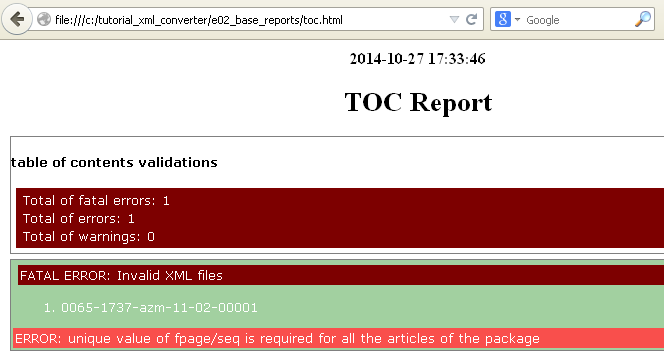 file:///c:/tutorial_xml_converter/e02_base_reports/toc.html
Google
2014-10-27 17:33:46
TOC Report
table of contents validations
Total of fatal errors: 1
Total of errors: 1
Total of warnings: 0
FATAL ERROR: Invalid XML files
1. 0065-1737-azm-11-02-00001
ERROR: unique value of fpage/seq is required for all the articles of the package